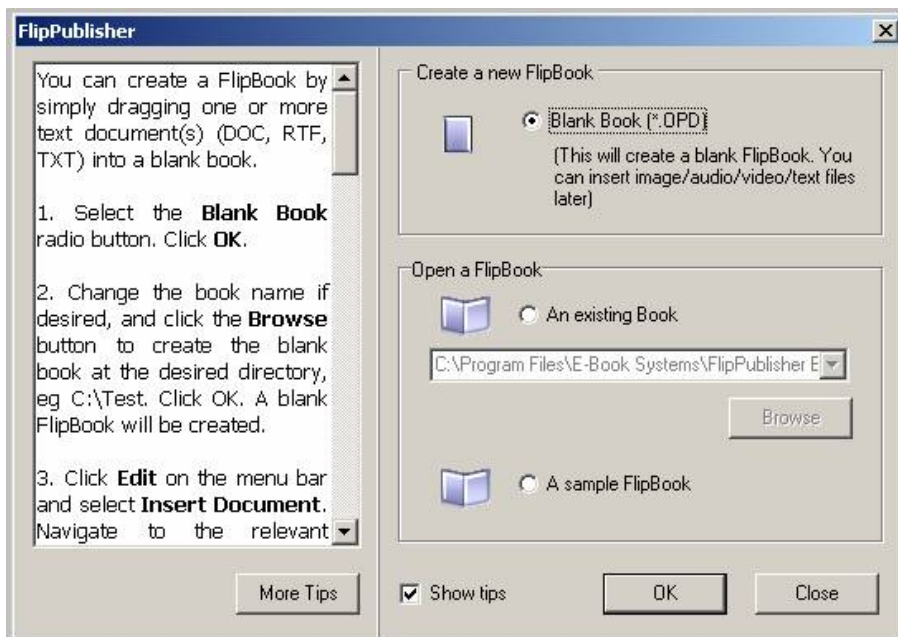 FlipPublisher
You can create a FlipBook by
simply dragging one or more
text document(s) (DOC, RTF,
TXT) into a blank book.
1. Select the Blank Book
radio button. Click OK.
2. Change the book name if
desired, and click the Browse
button to create the blank
book at the desired directory,
eg C:\Test. Click OK. A blank
FlipBook will be created.
3. Click Edit on the menu bar
and select Insert Document.
Navigate to the relevant
More Tips
Create a new FlipBook
Blank Book (*.OPD)
(This will create a blank FlipBook. You
can insert image/audio/video/text files
later)
Open a FlipBook
An existing Book
C:\Program Files\E-Book Systems\FlipPublisher E
Browse
A sample FlipBook
Show tips
OK
Close